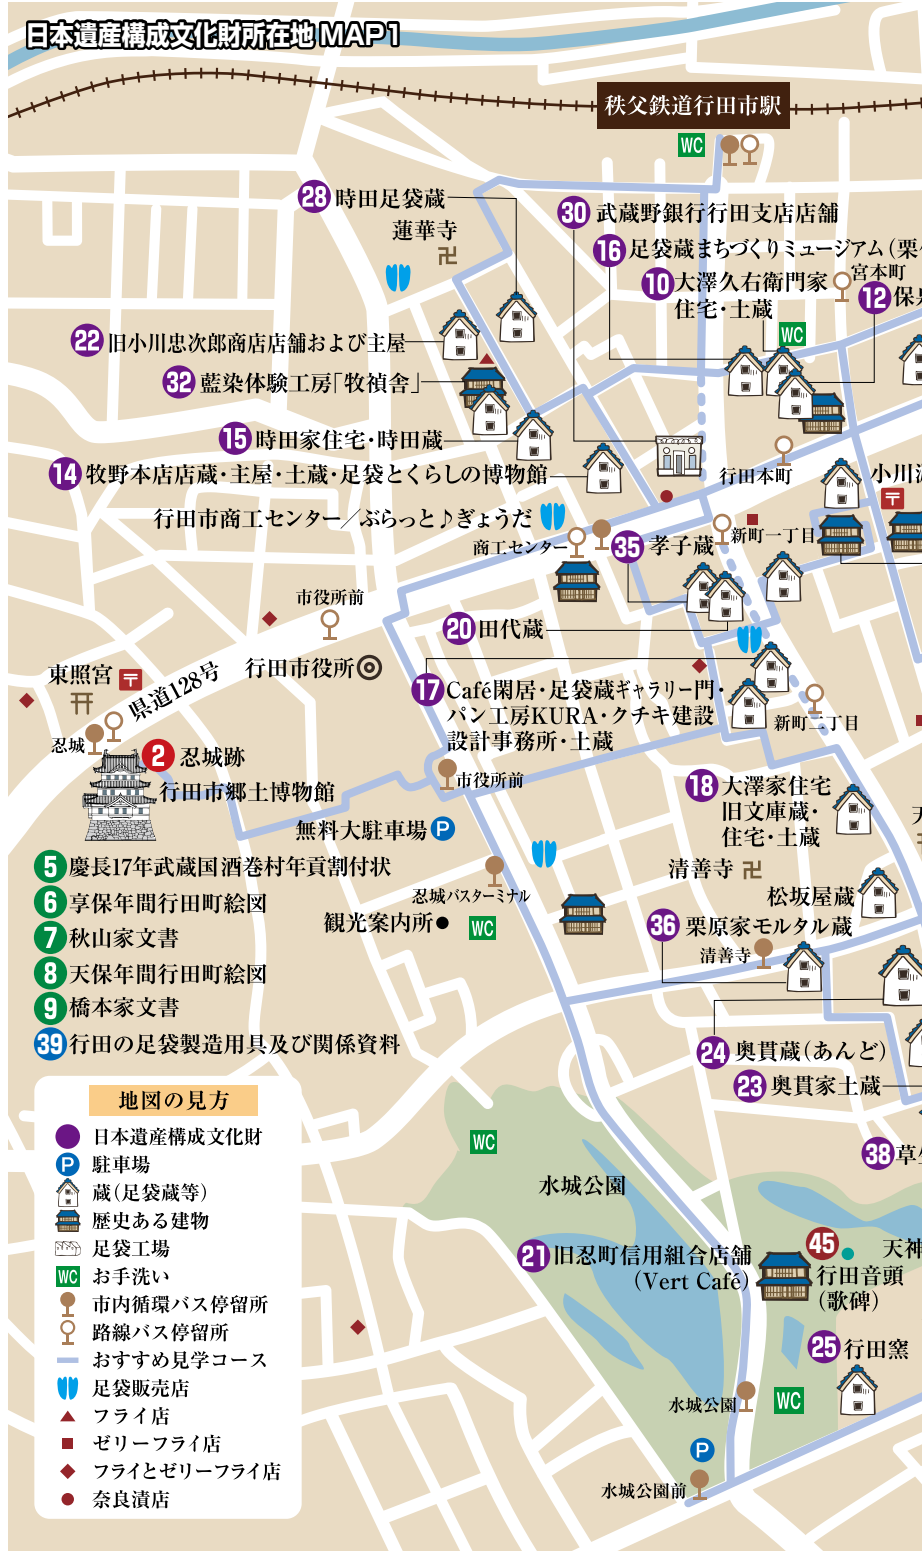 日本遺産構成文化財所在地 MAP1
秩父鉄道行田市駅
WC
28 時田足袋蔵
蓮華寺
30 武蔵野銀行行田支店店舗
16 足袋蔵まちづくりミュージアム（栗
10 大澤久右衛門家
住宅・土蔵
宮本町
12 保泉
WC
22 旧小川忠次郎商店店舗および主屋
32 藍染体験工房「牧禎舎」
15 時田家住宅・時田蔵
14 牧野本店店蔵・主屋・土蔵・足袋とくらしの博物館
行田本町
小川
〒
行田市商工センター／ぶらっと♪ぎょうだ
商工センター
35 孝子蔵
新町一丁目
市役所前
20 田代蔵
行田市役所
東照宮
〒
県道128号
17 Café閑居・足袋蔵ギャラリー門・
パン工房KURA・クチキ建設
設計事務所・土蔵
新町二丁目
忍城
2 忍城跡
行田市郷土博物館
市役所前
18 大澤家住宅
旧文庫蔵・
住宅・土蔵
無料大駐車場 P
清善寺
5 慶長17年武蔵国酒巻村年貢割付状
6 享保年間行田町絵図
7 秋山家文書
8 天保年間行田町絵図
9 橋本家文書
39 行田の足袋製造用具及び関係資料
忍城バスターミナル
観光案内所
WC
松坂屋蔵
36 栗原家モルタル蔵
清善寺
24 奥貫蔵（あんど）
23 奥貫家土蔵
38 草生
地図の見方
日本遺産構成文化財
P 駐車場
蔵（足袋蔵等）
歴史ある建物
足袋工場
WC お手洗い
市内循環バス停留所
路線バス停留所
おすすめ見学コース
足袋販売店
フライ店
ゼリーフライ店
フライとゼリーフライ店
奈良漬店
WC
水城公園
21 旧忍町信用組合店舗
（Vert Café）
45
天神
行田音頭
（歌碑）
25 行田窯
水城公園
WC
P
水城公園前